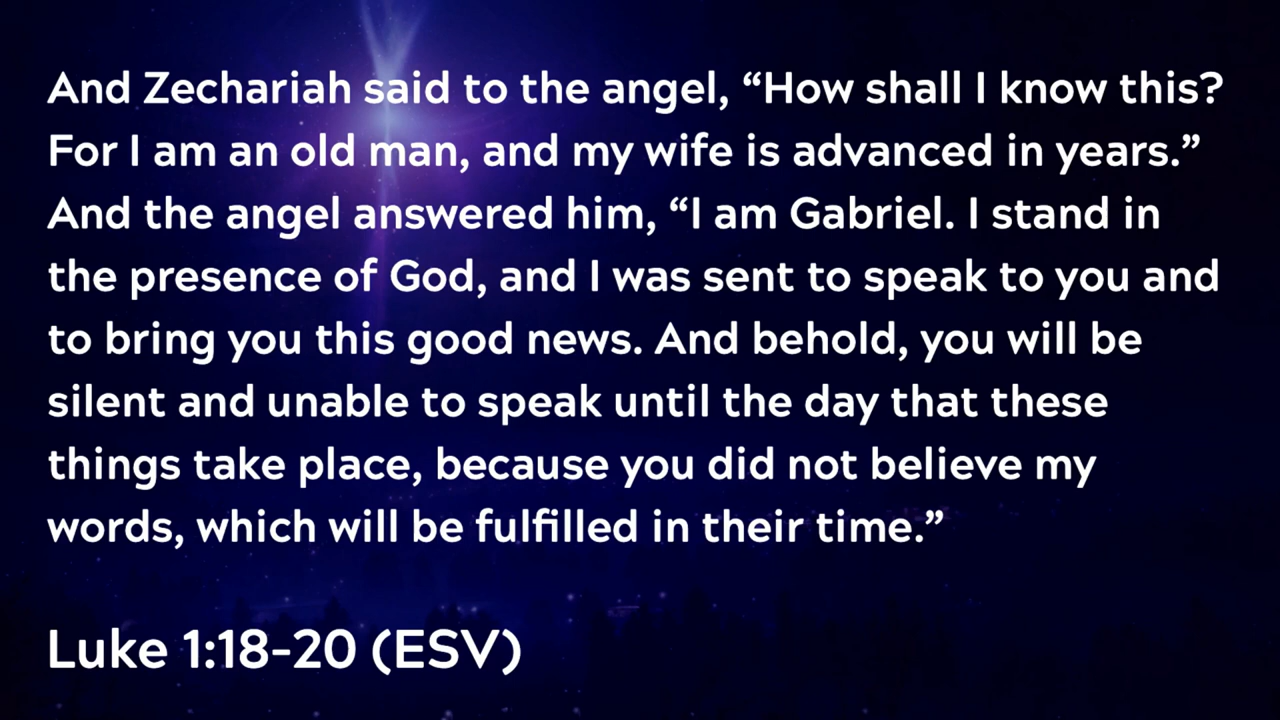 And Zechariah said to the angel, “How shall I know this?
For I am an old man, and my wife is advanced in years.”
And the angel answered him, “I am Gabriel. I stand in
the presence of God, and I was sent to speak to you and
to bring you this good news. And behold, you will be
silent and unable to speak until the day that these
things take place, because you did not believe my
words, which will be fulfilled in their time.”
Luke 1:18-20 (ESV)